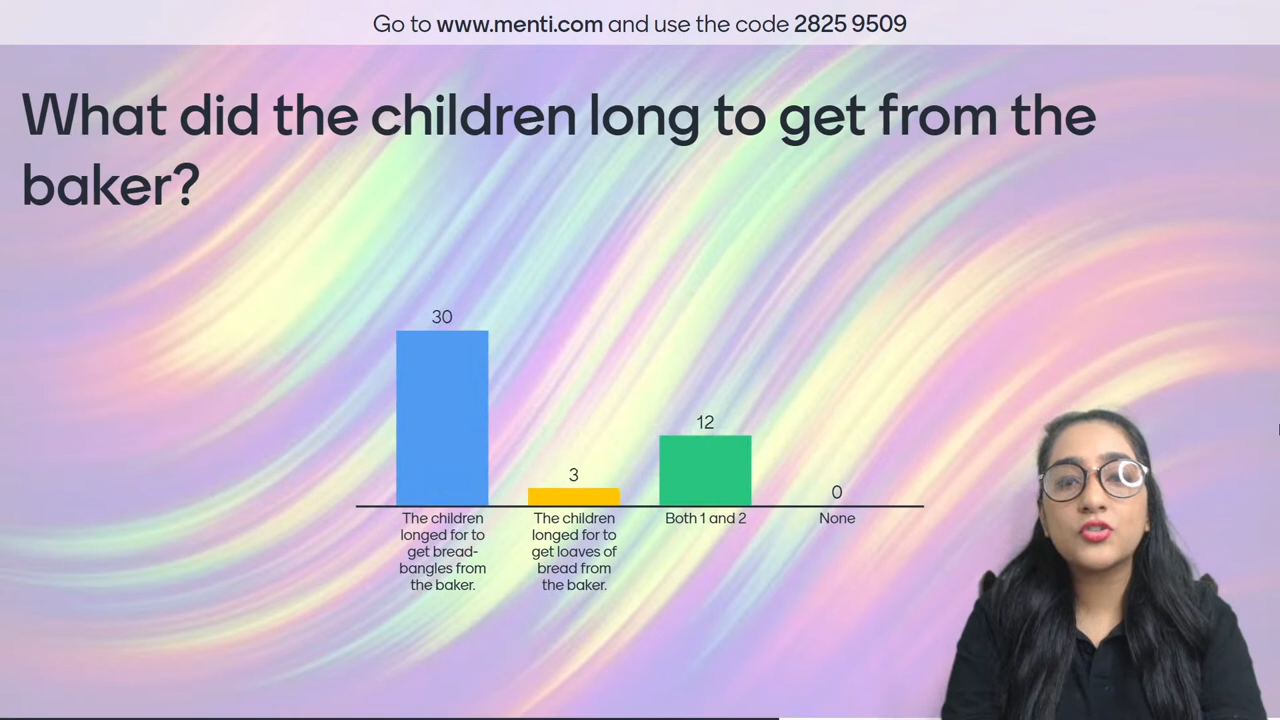 Go to www.menti.com and use the code 2825 9509
What did the children long to get from the
baker?
30
3
12
0
The children
longed for to
get bread-
bangles from
the baker.
The children
longed for to
get loaves of
bread from
the baker.
Both 1 and 2
None